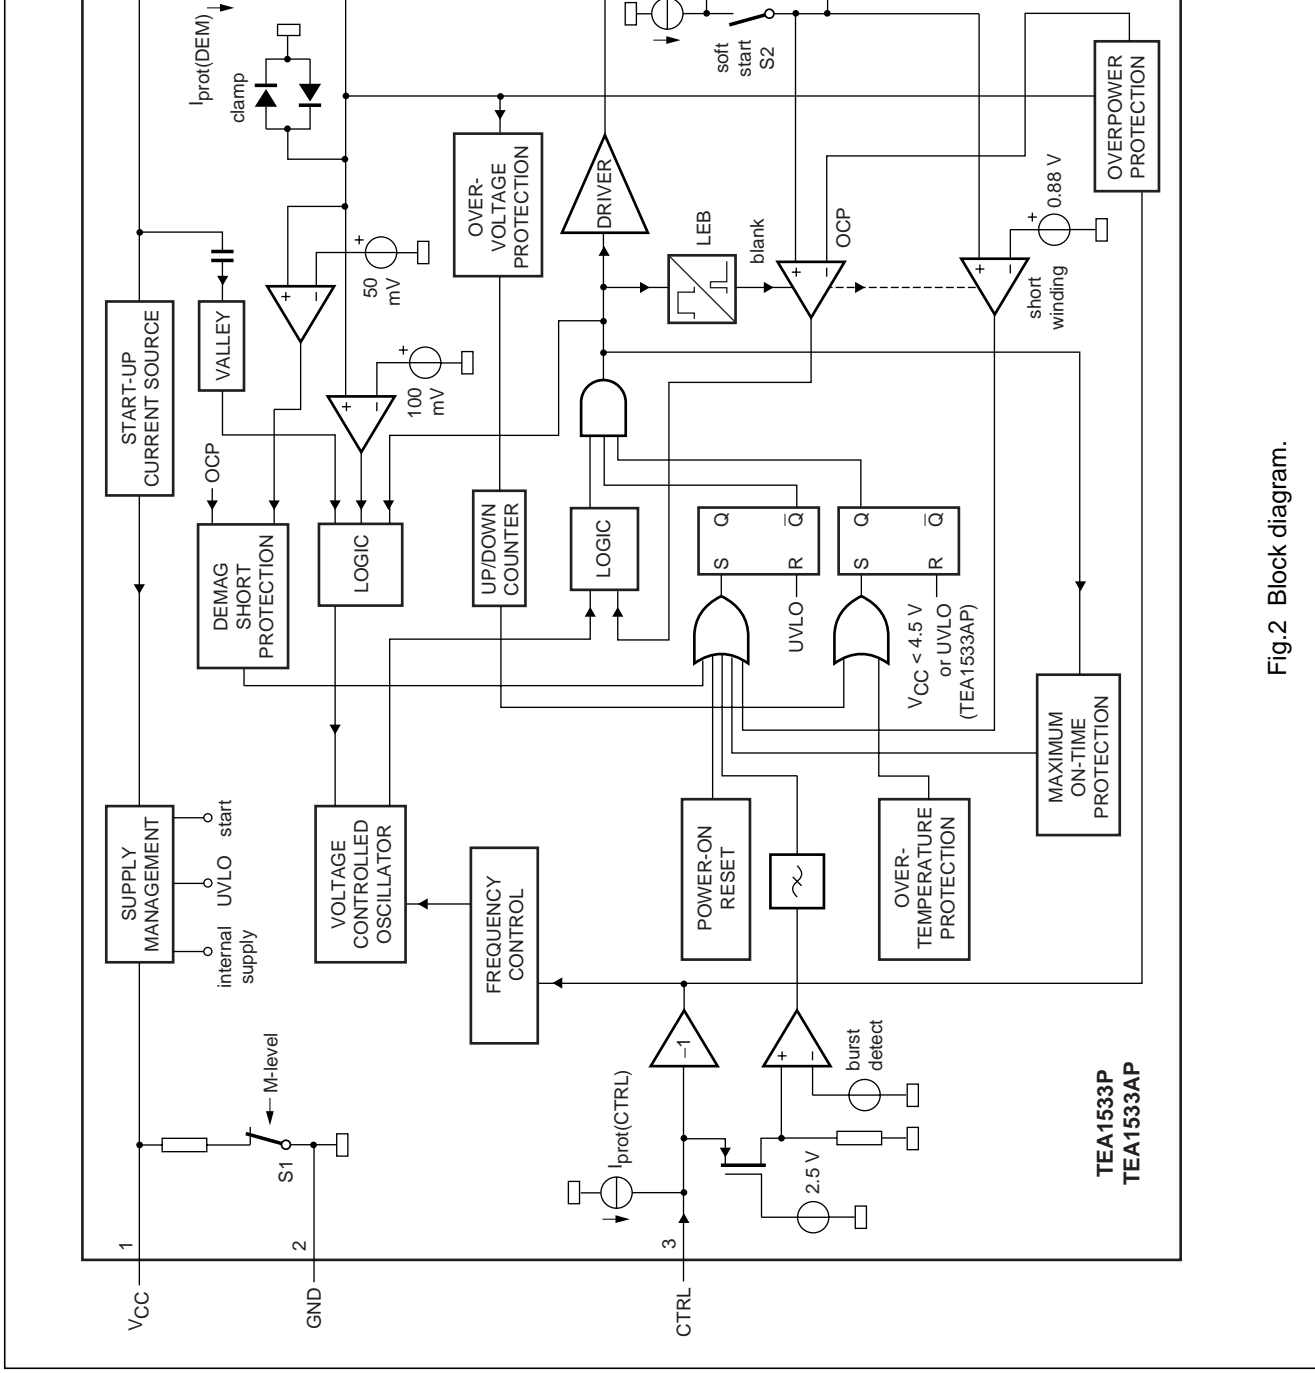 VCC
1
GND
2
CTRL
3
S1
M-level
SUPPLY
MANAGEMENT
internal
supply
UVLO
start
START-UP
CURRENT SOURCE
VALLEY
clamp
Iprot(DEM)
50
mV
+
+
−
100
mV
+
+
−
OCP
DEMAG
SHORT
PROTECTION
LOGIC
VOLTAGE
CONTROLLED
OSCILLATOR
FREQUENCY
CONTROL
OVER-
VOLTAGE
PROTECTION
UP/DOWN
COUNTER
LOGIC
DRIVER
LEB
blank
soft
start
S2
OCP
+
−
short
winding
+
−
+
0.88 V
OVERPOWER
PROTECTION
S
Q
R
Q
UVLO
S
Q
R
Q
VCC < 4.5 V
or UVLO
(TEA1533AP)
MAXIMUM
ON-TIME
PROTECTION
POWER-ON
RESET
OVER-
TEMPERATURE
PROTECTION
−1
Iprot(CTRL)
2.5 V
+
−
burst
detect
TEA1533P
TEA1533AP
Fig.2 Block diagram.